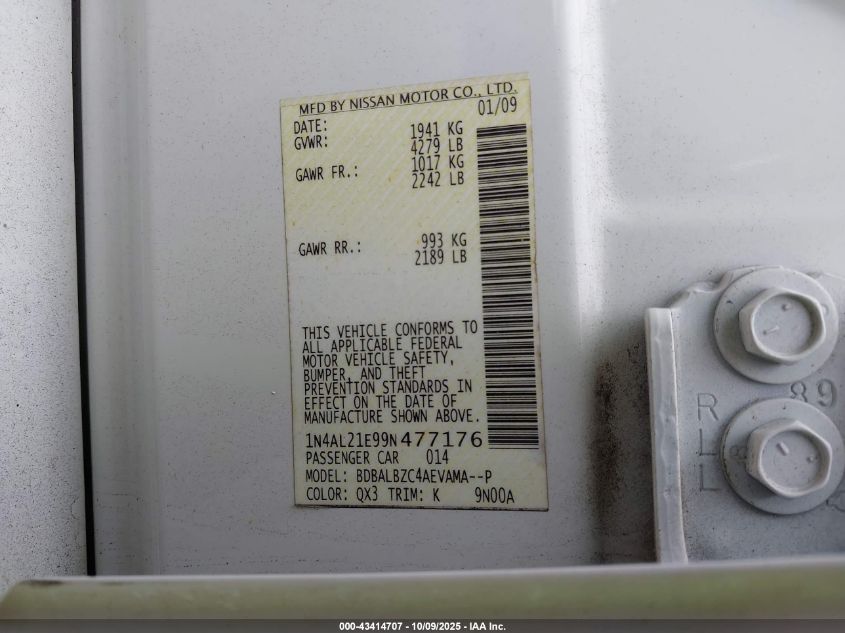 MFD BY NISSAN MOTOR CO., LTD.
DATE: 01/09
GVWR: 1941 KG
4279 LB
GAWR FR.: 1017 KG
2242 LB
GAWR RR.: 993 KG
2189 LB
THIS VEHICLE CONFORMS TO
ALL APPLICABLE FEDERAL
MOTOR VEHICLE SAFETY,
BUMPER, AND THEFT
PREVENTION STANDARDS IN
EFFECT ON THE DATE OF
MANUFACTURE SHOWN ABOVE.
1N4AL21E99N477176
PASSENGER CAR 014
MODEL: BDBALBZC4AEVAMA--P
COLOR: QX3 TRIM: K 9N00A
R 89
L
L
000-43414707 - 10/09/2025 - IAA Inc.